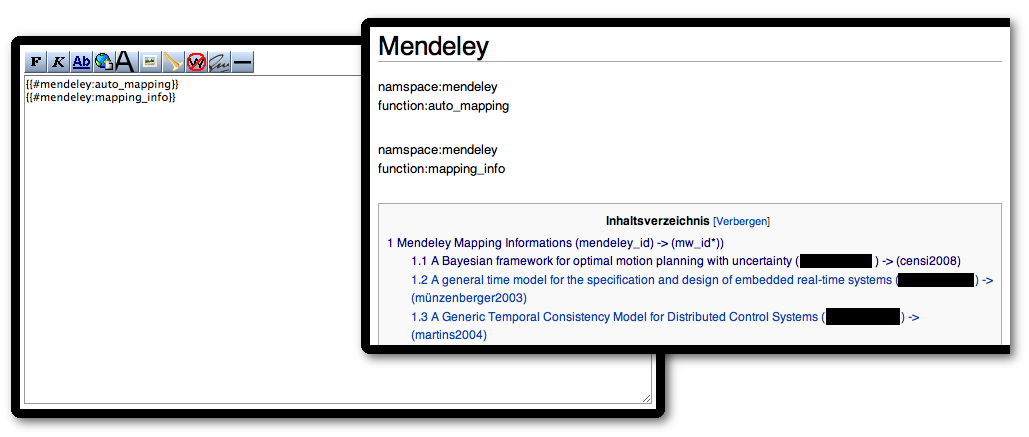 F K Ab A W
{{#mendeley:auto_mapping}}
{{#mendeley:mapping_info}}
Mendeley
namspace:mendeley
function:auto_mapping
namspace:mendeley
function:mapping_info
Inhaltsverzeichnis [Verbergen]
1 Mendeley Mapping Informations (mendeley_id) -> (mw_id*))
1.1 A Bayesian framework for optimal motion planning with uncertainty ( ) -> (censi2008)
1.2 A general time model for the specification and design of embedded real-time systems ( ) ->
(münzenberger2003)
1.3 A Generic Temporal Consistency Model for Distributed Control Systems ( ) ->
(martins2004)